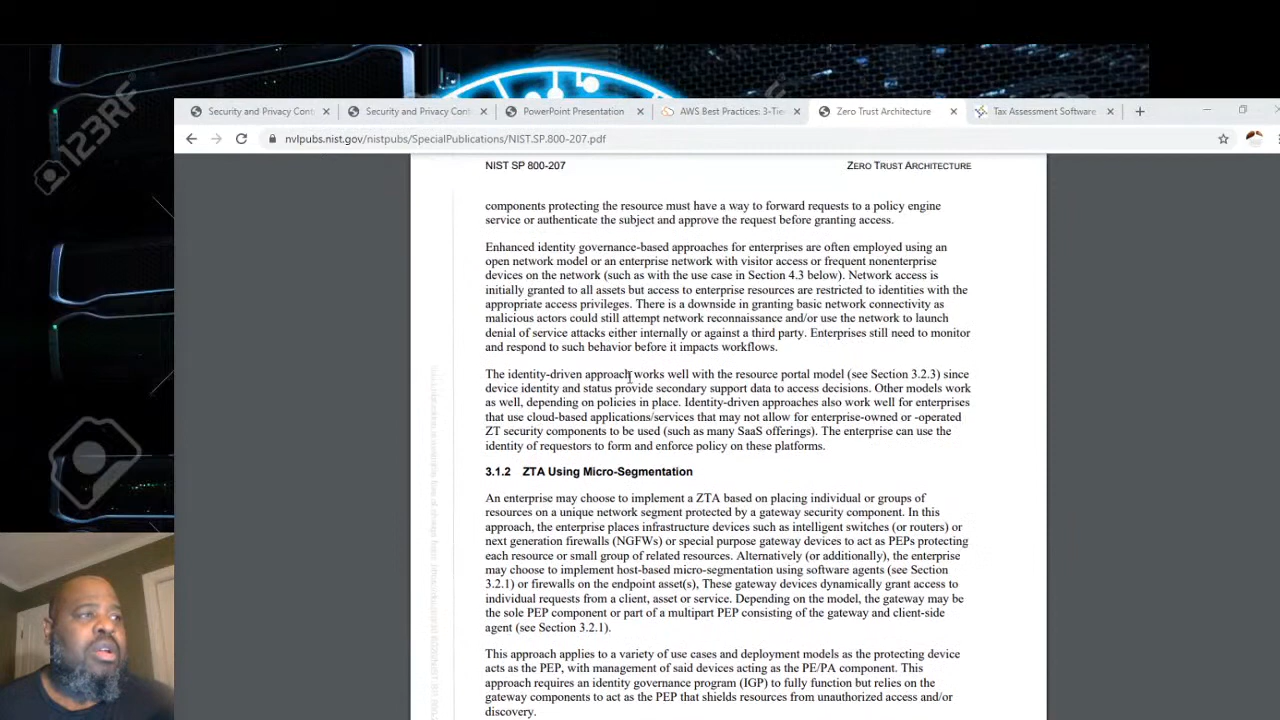 Security and Privacy Cont
Security and Privacy Cont
PowerPoint Presentation
AWS Best Practices: 3-Tie
Zero Trust Architecture
Tax Assessment Software
nvlpubs.nist.gov/nistpubs/SpecialPublications/NIST.SP.800-207.pdf
NIST SP 800-207
ZERO TRUST ARCHITECTURE
components protecting the resource must have a way to forward requests to a policy engine
service or authenticate the subject and approve the request before granting access.
Enhanced identity governance-based approaches for enterprises are often employed using an
open network model or an enterprise network with visitor access or frequent nonenterprise
devices on the network (such as with the use case in Section 4.3 below). Network access is
initially granted to all assets but access to enterprise resources are restricted to identities with the
appropriate access privileges. There is a downside in granting basic network connectivity as
malicious actors could still attempt network reconnaissance and/or use the network to launch
denial of service attacks either internally or against a third party. Enterprises still need to monitor
and respond to such behavior before it impacts workflows.
The identity-driven approach works well with the resource portal model (see Section 3.2.3) since
device identity and status provide secondary support data to access decisions. Other models work
as well, depending on policies in place. Identity-driven approaches also work well for enterprises
that use cloud-based applications/services that may not allow for enterprise-owned or -operated
ZT security components to be used (such as many SaaS offerings). The enterprise can use the
identity of requestors to form and enforce policy on these platforms.
3.1.2 ZTA Using Micro-Segmentation
An enterprise may choose to implement a ZTA based on placing individual or groups of
resources on a unique network segment protected by a gateway security component. In this
approach, the enterprise places infrastructure devices such as intelligent switches (or routers) or
next generation firewalls (NGFWs) or special purpose gateway devices to act as PEPs protecting
each resource or small group of related resources. Alternatively (or additionally), the enterprise
may choose to implement host-based micro-segmentation using software agents (see Section
3.2.1) or firewalls on the endpoint asset(s), These gateway devices dynamically grant access to
individual requests from a client, asset or service. Depending on the model, the gateway may be
the sole PEP component or part of a multipart PEP consisting of the gateway and client-side
agent (see Section 3.2.1).
This approach applies to a variety of use cases and deployment models as the protecting device
acts as the PEP, with management of said devices acting as the PE/PA component. This
approach requires an identity governance program (IGP) to fully function but relies on the
gateway components to act as the PEP that shields resources from unauthorized access and/or
discovery.
123RF